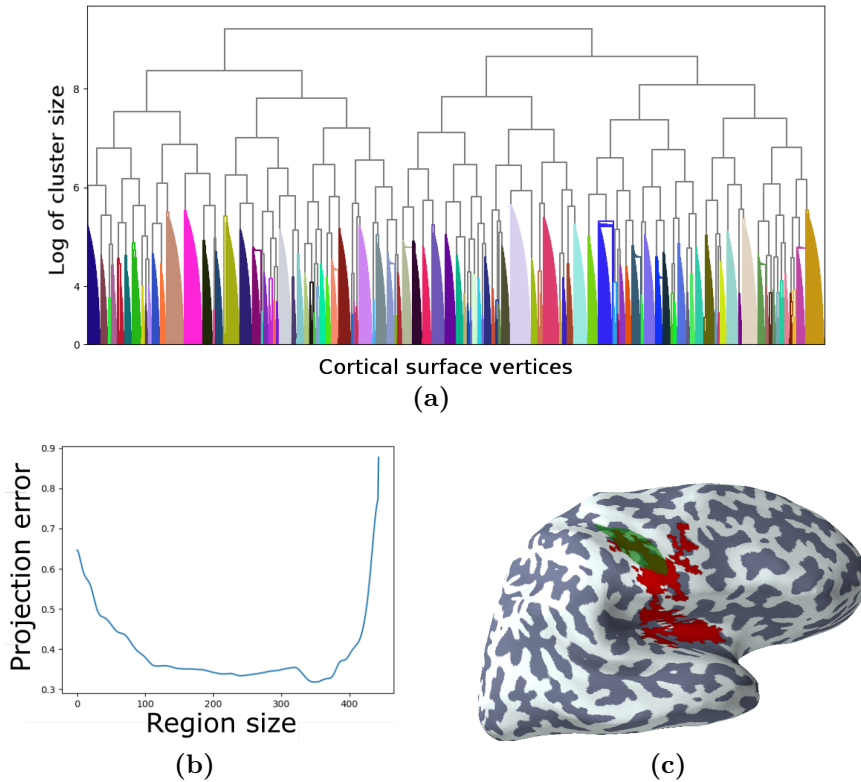 Log of cluster size
8
6
4
0
Cortical surface vertices
(a)
Projection error
0.9
0.8
0.7
0.6
0.5
0.4
0.3
0 100 200 300 400
Region size
(b) (c)